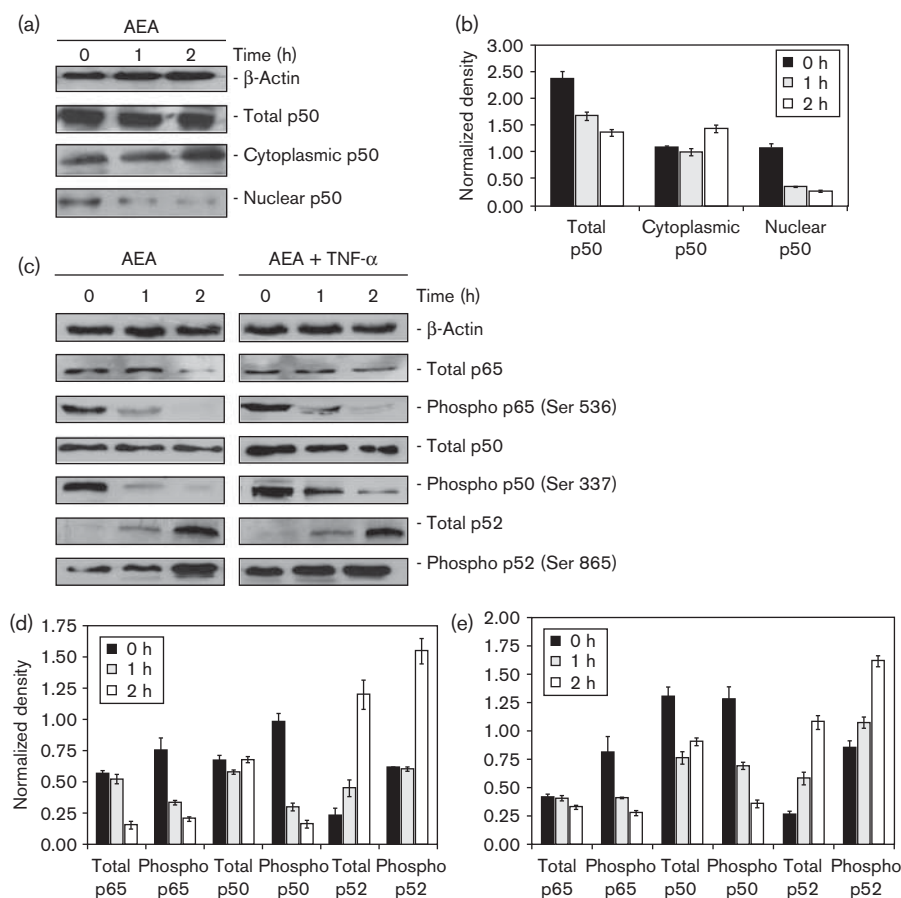 (a)
AEA
0 1 2 Time (h)
- β-Actin
- Total p50
- Cytoplasmic p50
- Nuclear p50
(b)
Normalized density
3.00
2.50
2.00
1.50
1.00
0.50
0.00
0 h
1 h
2 h
Total p50
Cytoplasmic p50
Nuclear p50
(c)
AEA
AEA + TNF-α
0 1 2 0 1 2 Time (h)
- β-Actin
- Total p65
- Phospho p65 (Ser 536)
- Total p50
- Phospho p50 (Ser 337)
- Total p52
- Phospho p52 (Ser 865)
(d)
Normalized density
1.75
1.50
1.25
1.00
0.75
0.50
0.25
0.00
0 h
1 h
2 h
Total Phospho Total Phospho Total Phospho
p65 p65 p50 p50 p52 p52
(e)
2.00
1.75
1.50
1.25
1.00
0.75
0.50
0.25
0.00
0 h
1 h
2 h
Total Phospho Total Phospho Total Phospho
p65 p65 p50 p50 p52 p52